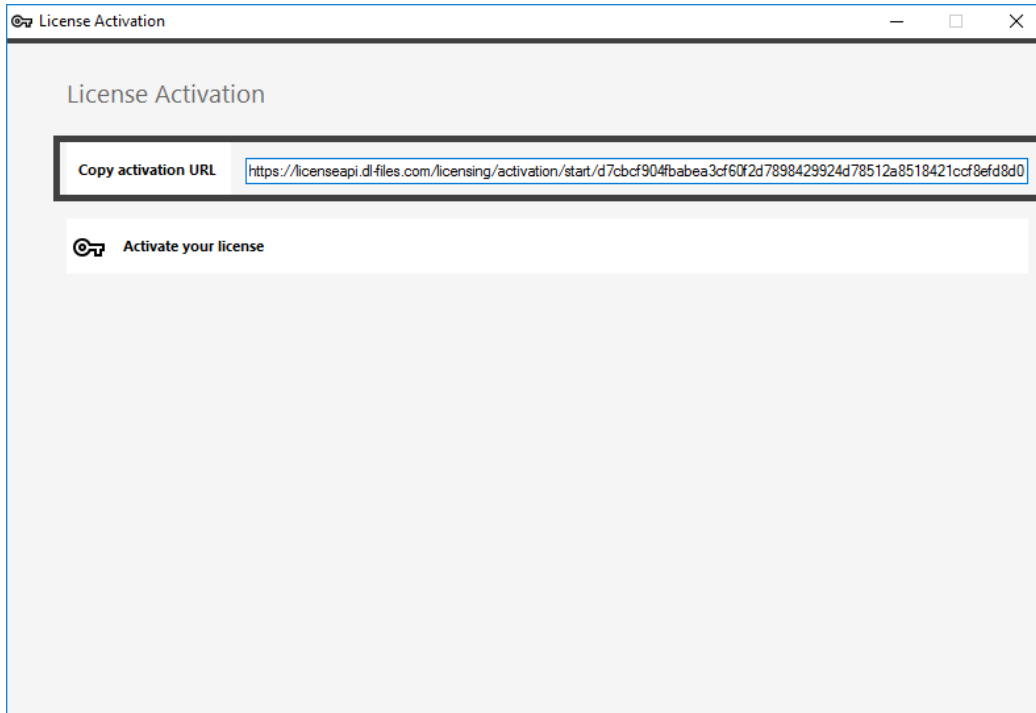 License Activation
License Activation
Copy activation URL https://licenseapi.dl-files.com/licensing/activation/start/d7cbcf904fbabea3cf60f2d7898429924d78512a8518421ccf8efd8d0
Activate your license